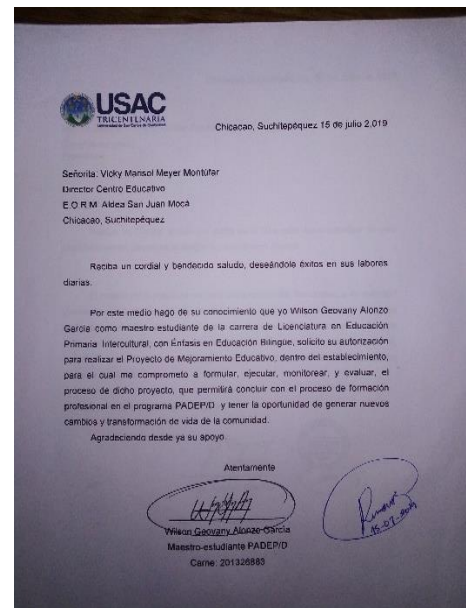 USAC
TRICENTENARIA
Universidad de San Carlos de Guatemala
Chicacao, Suchitepéquez 15 de julio 2,019
Señorita: Vicky Marisol Meyer Montúfar
Director Centro Educativo
E.O.R.M. Aldea San Juan Mocá
Chicacao, Suchitepéquez
Reciba un cordial y bendecido saludo, deseándole éxitos en sus labores
diarias.
Por este medio hago de su conocimiento que yo Wilson Geovany Alonzo
García como maestro estudiante de la carrera de Licenciatura en Educación
Primaria Intercultural, con Énfasis en Educación Bilingüe, solicito su autorización
para realizar el Proyecto de Mejoramiento Educativo, dentro del establecimiento,
para el cual me comprometo a formular, ejecutar, monitorear, y evaluar, el
proceso de dicho proyecto, que permitirá concluir con el proceso de formación
profesional en el programa PADEP/D y tener la oportunidad de generar nuevos
cambios y transformación de vida de la comunidad.
Agradeciendo desde ya su apoyo.
Atentamente
Wilson Geovany Alonzo García
Maestro-estudiante PADEP/D
Carné: 201326883
15-07-2019